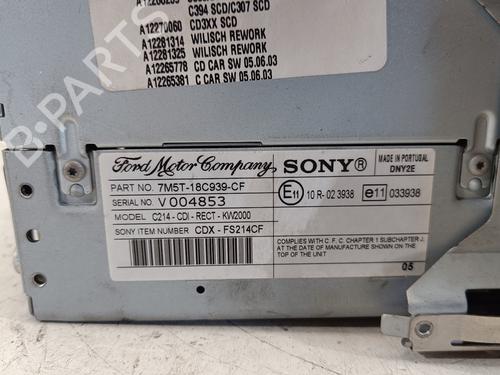 C394 SCD/C307 SCD
A12270060 CD3XX SCD
A12281314 WILISCH REWORK
A12281325 WILISCH REWORK
A12265778 CD CAR SW 05.06.03
A12265381 C CAR SW 05.06.03
Ford Motor Company SONY®
MADE IN PORTUGAL
DNY2E
PART NO. 7M5T-18C939-CF
SERIAL NO. V004853
E11 10 R - 02 3938 e11 033938
MODEL C214 - CDI - RECT - KW2000
SONY ITEM NUMBER CDX - FS214CF
COMPLIES WITH C. F. C. CHAPTER 1 SUBCHAPTER J,
AT THE DATE OF MANUFACTURE SHOWN ON THE
TOP OF THE UNIT
05
B-PARTS